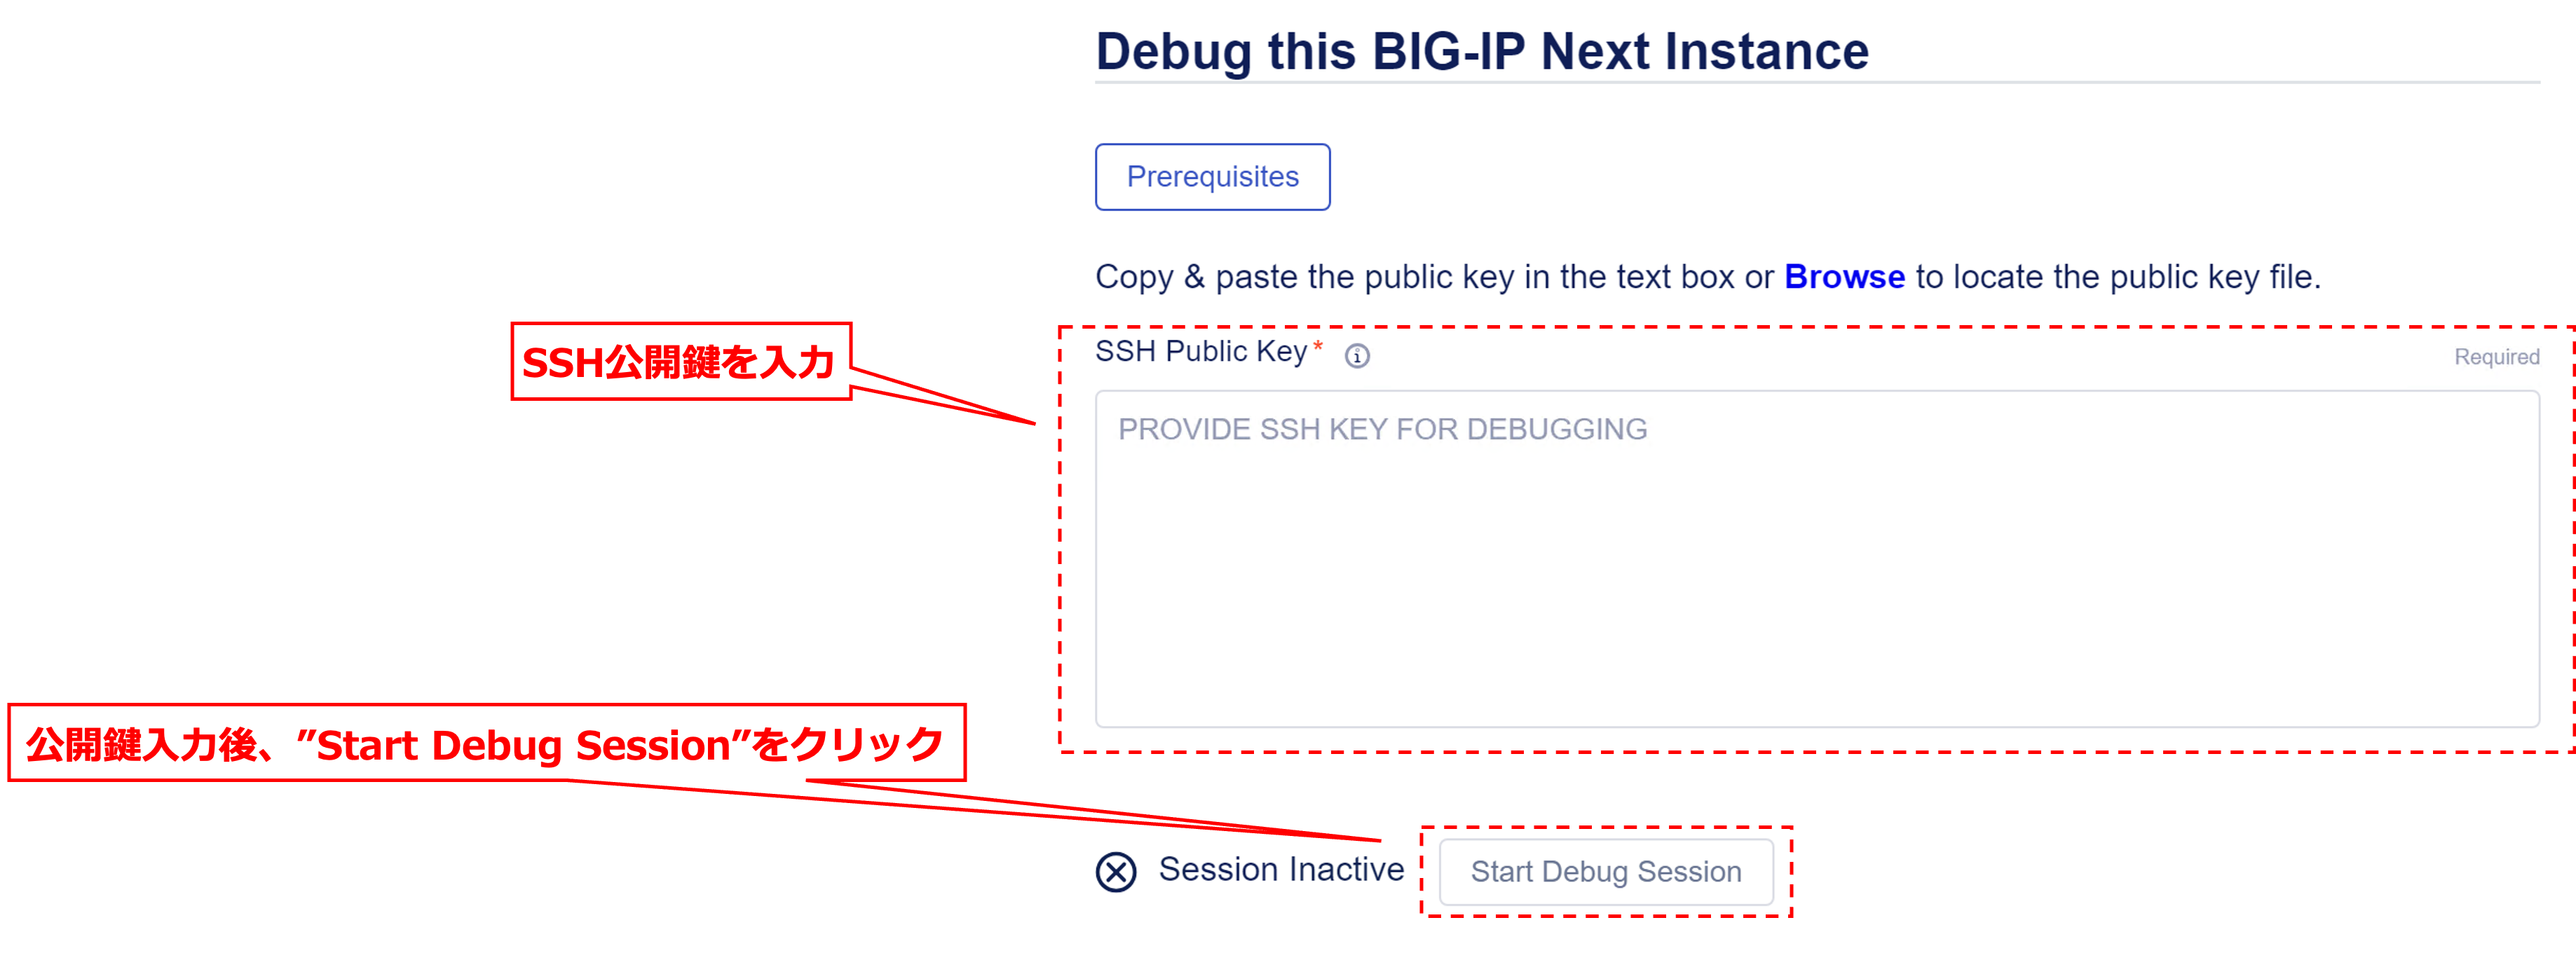 Debug this BIG-IP Next Instance
Prerequisites
Copy & paste the public key in the text box or Browse to locate the public key file.
SSH公開鍵を入力
SSH Public Key*
Required
PROVIDE SSH KEY FOR DEBUGGING
公開鍵入力後、”Start Debug Session”をクリック
Session Inactive
Start Debug Session